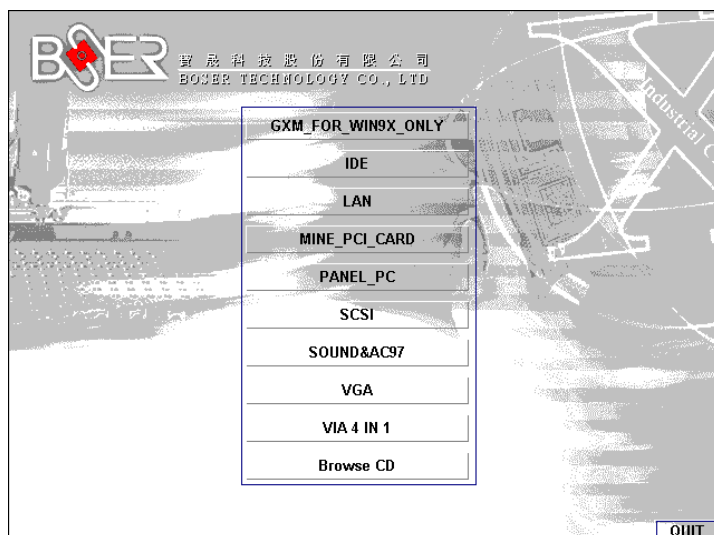 BOSER
寶晟科技股份有限公司
BOSER TECHNOLOGY CO., LTD
Industrial C
GXM_FOR_WIN9X_ONLY
IDE
LAN
MINE_PCI_CARD
PANEL_PC
SCSI
SOUND&AC97
VGA
VIA 4 IN 1
Browse CD
QUIT